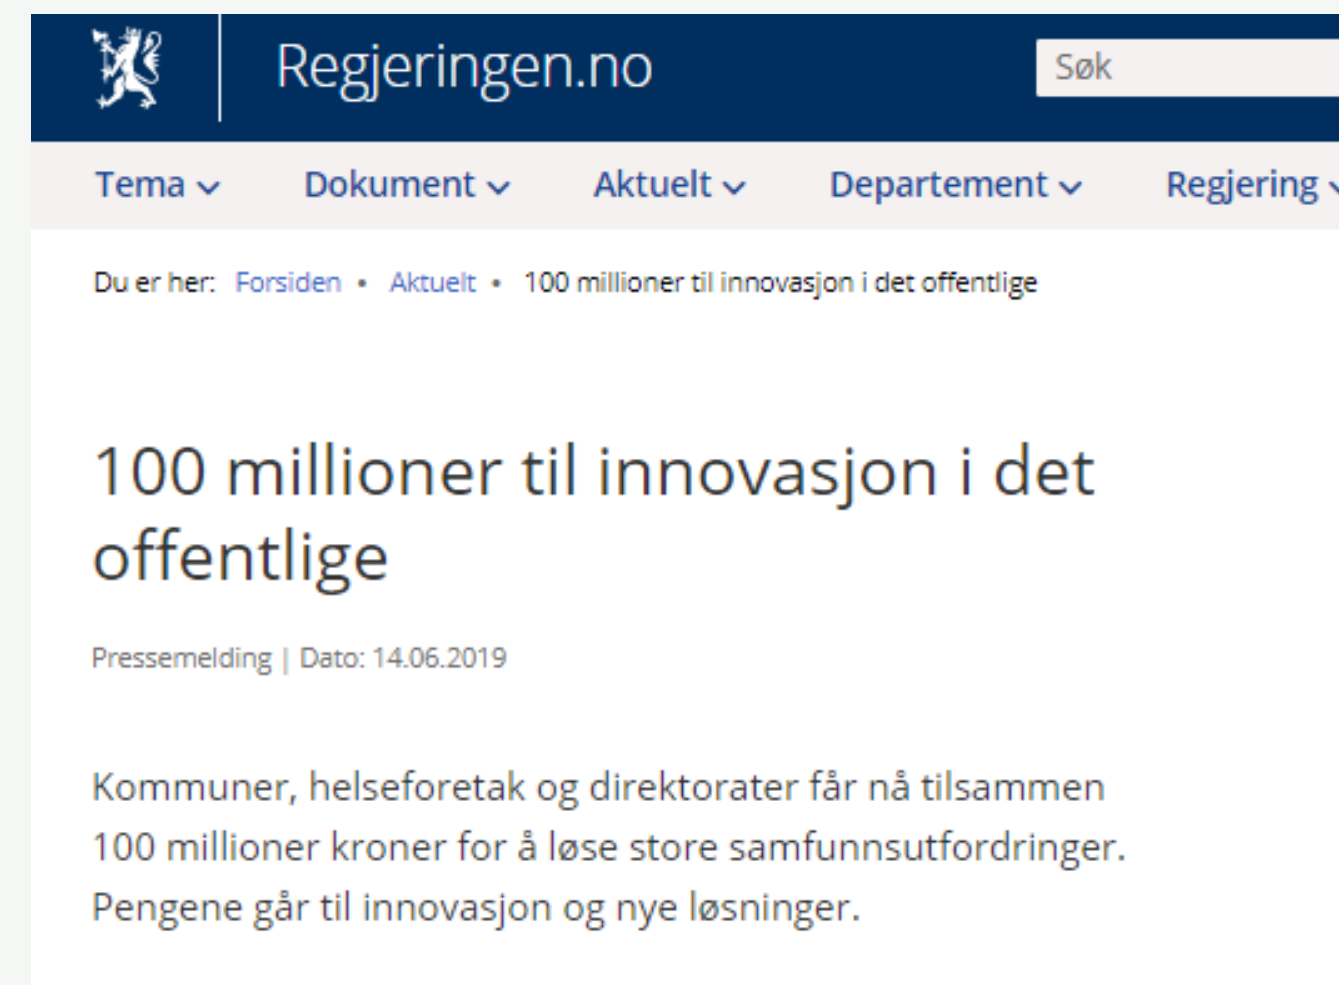 Regjeringen.no
Søk
Tema
Dokument
Aktuelt
Departement
Regjering
Du er her: Forsiden • Aktuelt • 100 millioner til innovasjon i det offentlige
100 millioner til innovasjon i det
offentlige
Pressemelding | Dato: 14.06.2019
Kommuner, helseforetak og direktorater får nå tilsammen
100 millioner kroner for å løse store samfunnsutfordringer.
Pengene går til innovasjon og nye løsninger.